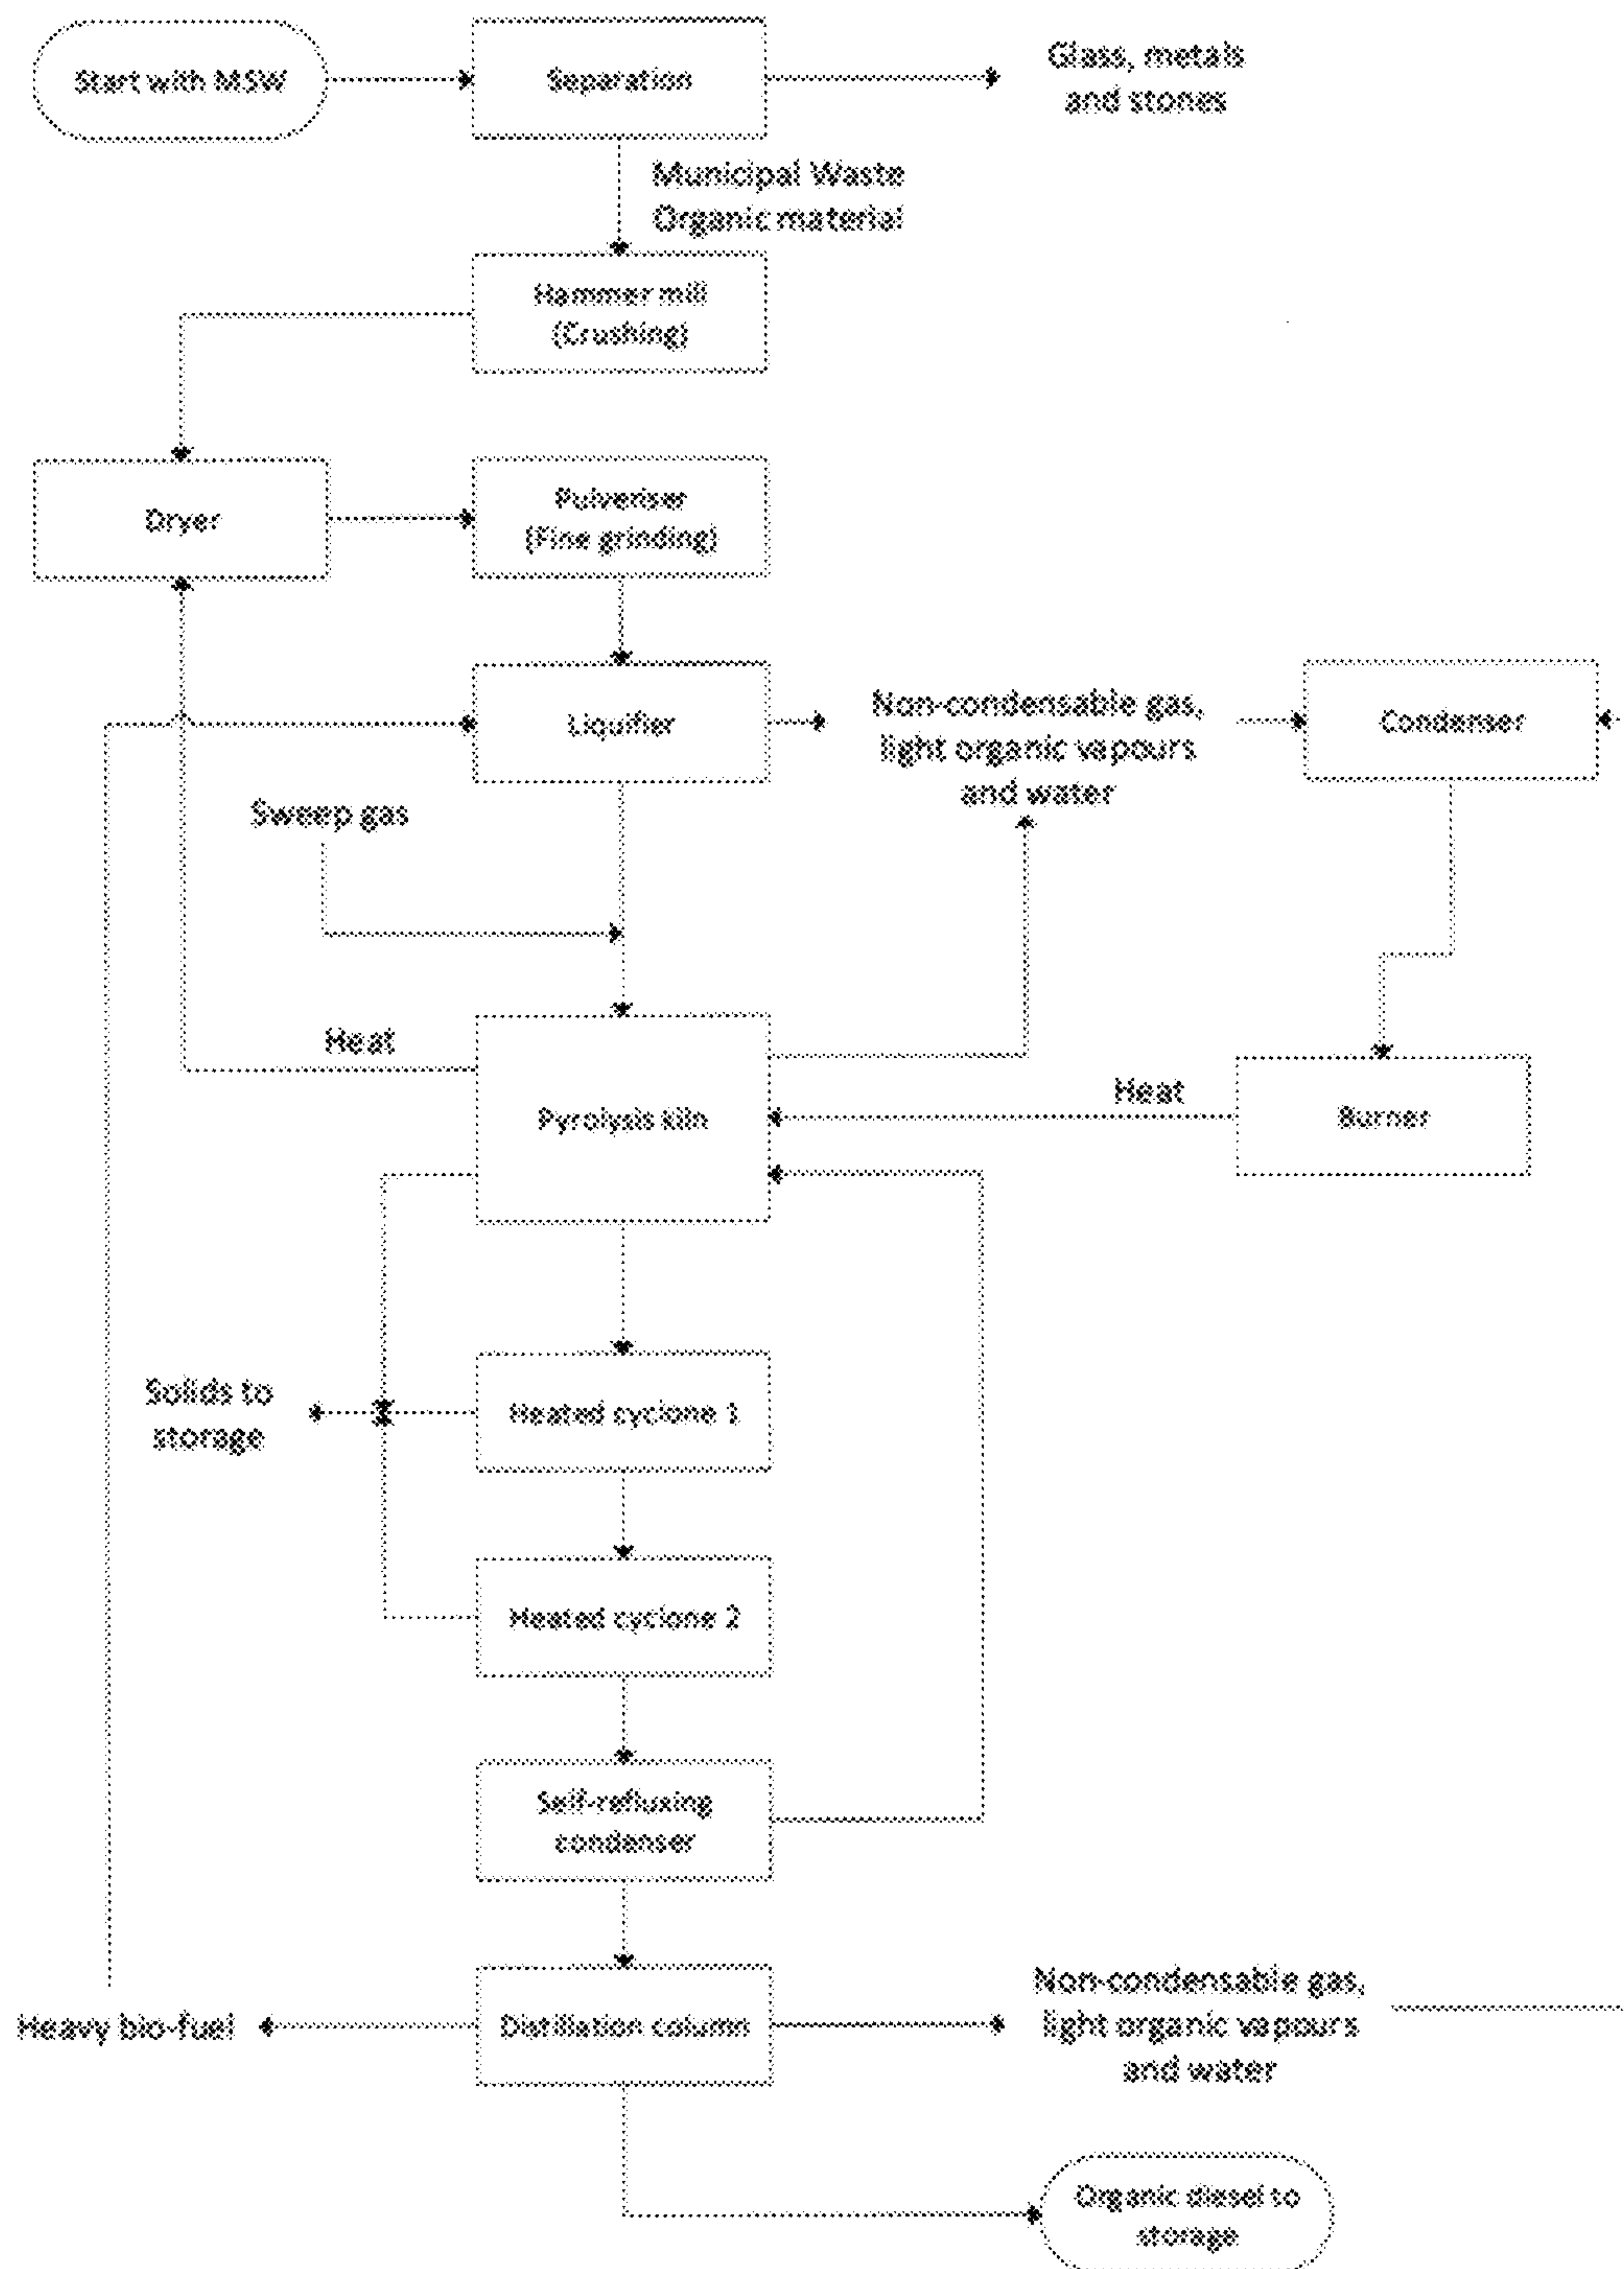 Start with MSW
Separation
Glass, metals
and stones
Municipal Waste
Organic material
Hammer mill
(Crushing)
Dryer
Pulveriser
(Fine grinding)
Liquifier
Non-condensable gas,
light organic vapours
and water
Condenser
Sweep gas
Heat
Pyrolysis kiln
Heat
Burner
Solids to
storage
Heated cyclone 1
Heated cyclone 2
Self-refluxing
condenser
Heavy bio-fuel
Distillation column
Non-condensable gas,
light organic vapours
and water
Organic diesel to
storage